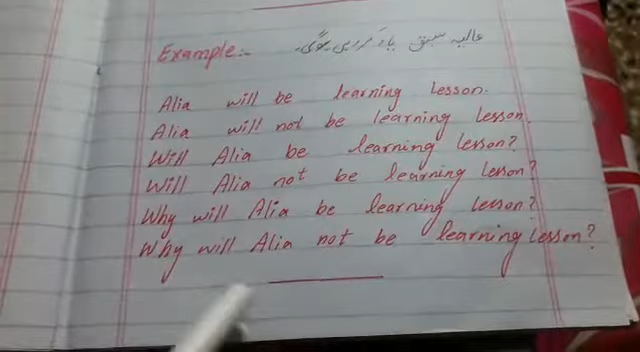 Example:- عالیہ سبق یاد کر رہی ہوگی۔
Alia will be learning lesson.
Alia will not be learning lesson.
Will Alia be learning lesson?
Will Alia not be learning lesson?
Why will Alia be learning lesson?
Why will Alia not be learning lesson?